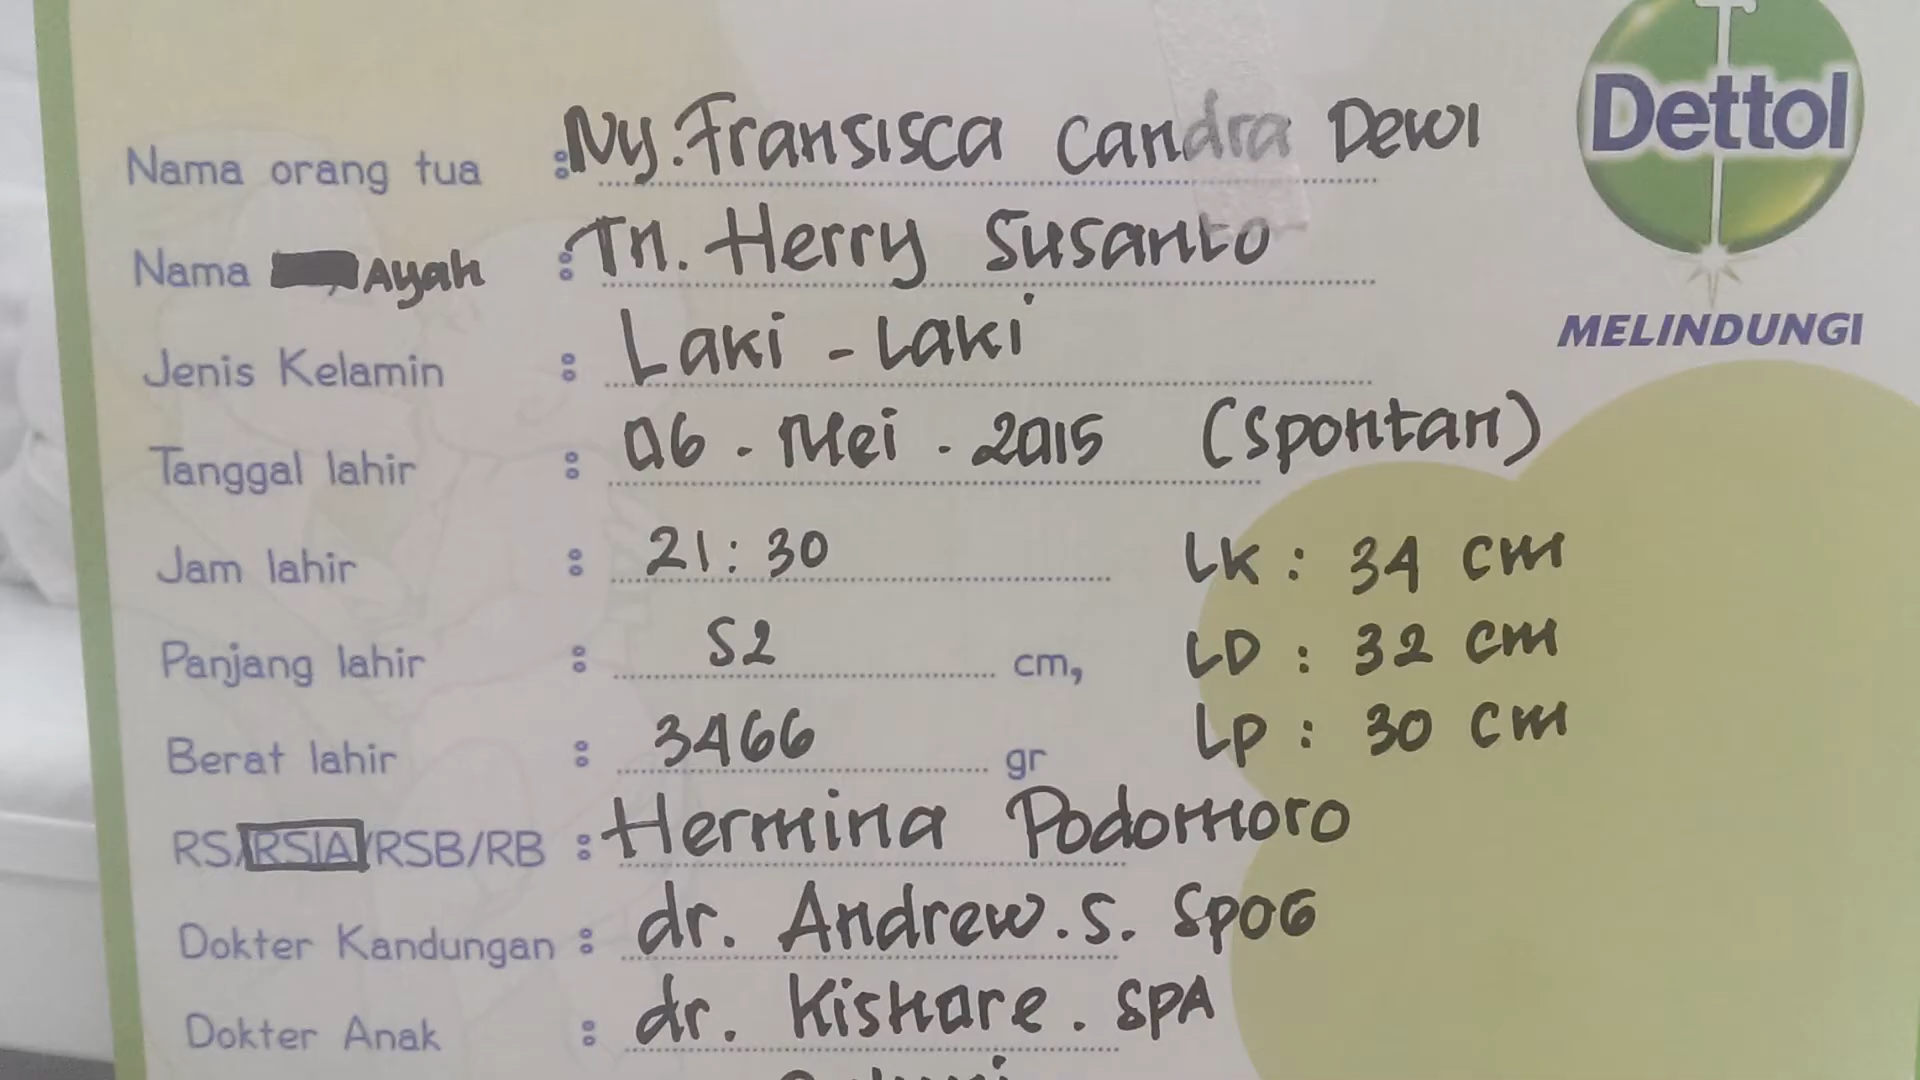 Dettol
MELINDUNGI
Nama orang tua : Ny. Fransisca Candra Dewi
Nama Ayah : Tn. Herry Susanto
Jenis Kelamin : Laki - Laki
Tanggal lahir : 06 . Mei . 2015 (Spontan)
Jam lahir : 21 : 30 LK : 34 cm
Panjang lahir : 52 cm, LD : 32 cm
Berat lahir : 3466 gr LP : 30 cm
RS/RSIA/RSB/RB : Hermina Podomoro
Dokter Kandungan : dr. Andrew . S. SPOG
Dokter Anak : dr. Kishore . SPA